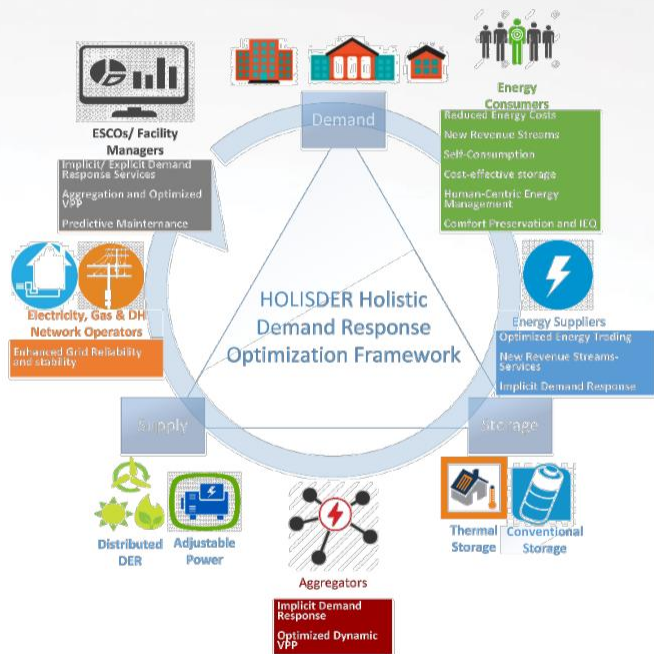 Demand
Energy
Consumers
Reduced Energy Costs
New Revenue Streams
Self-Consumption
Cost-effective storage
Human-Centric Energy
Management
Comfort Preservation and IEQ
ESCOs/ Facility
Managers
Implicit/ Explicit Demand
Response Services
Aggregation and Optimized
VPP
Predictive Mainternance
Electricity, Gas & DH
Network Operators
Enhanced Grid Reliability
and stability
HOLISDER Holistic
Demand Response
Optimization Framework
Energy Suppliers
Optimized Energy Trading
New Revenue Streams-
Services
Implicit Demand Response
Supply
Storage
Distributed
DER
Adjustable
Power
Thermal
Storage
Conventional
Storage
Aggregators
Implicit Demand
Response
Optimized Dynamic
VPP